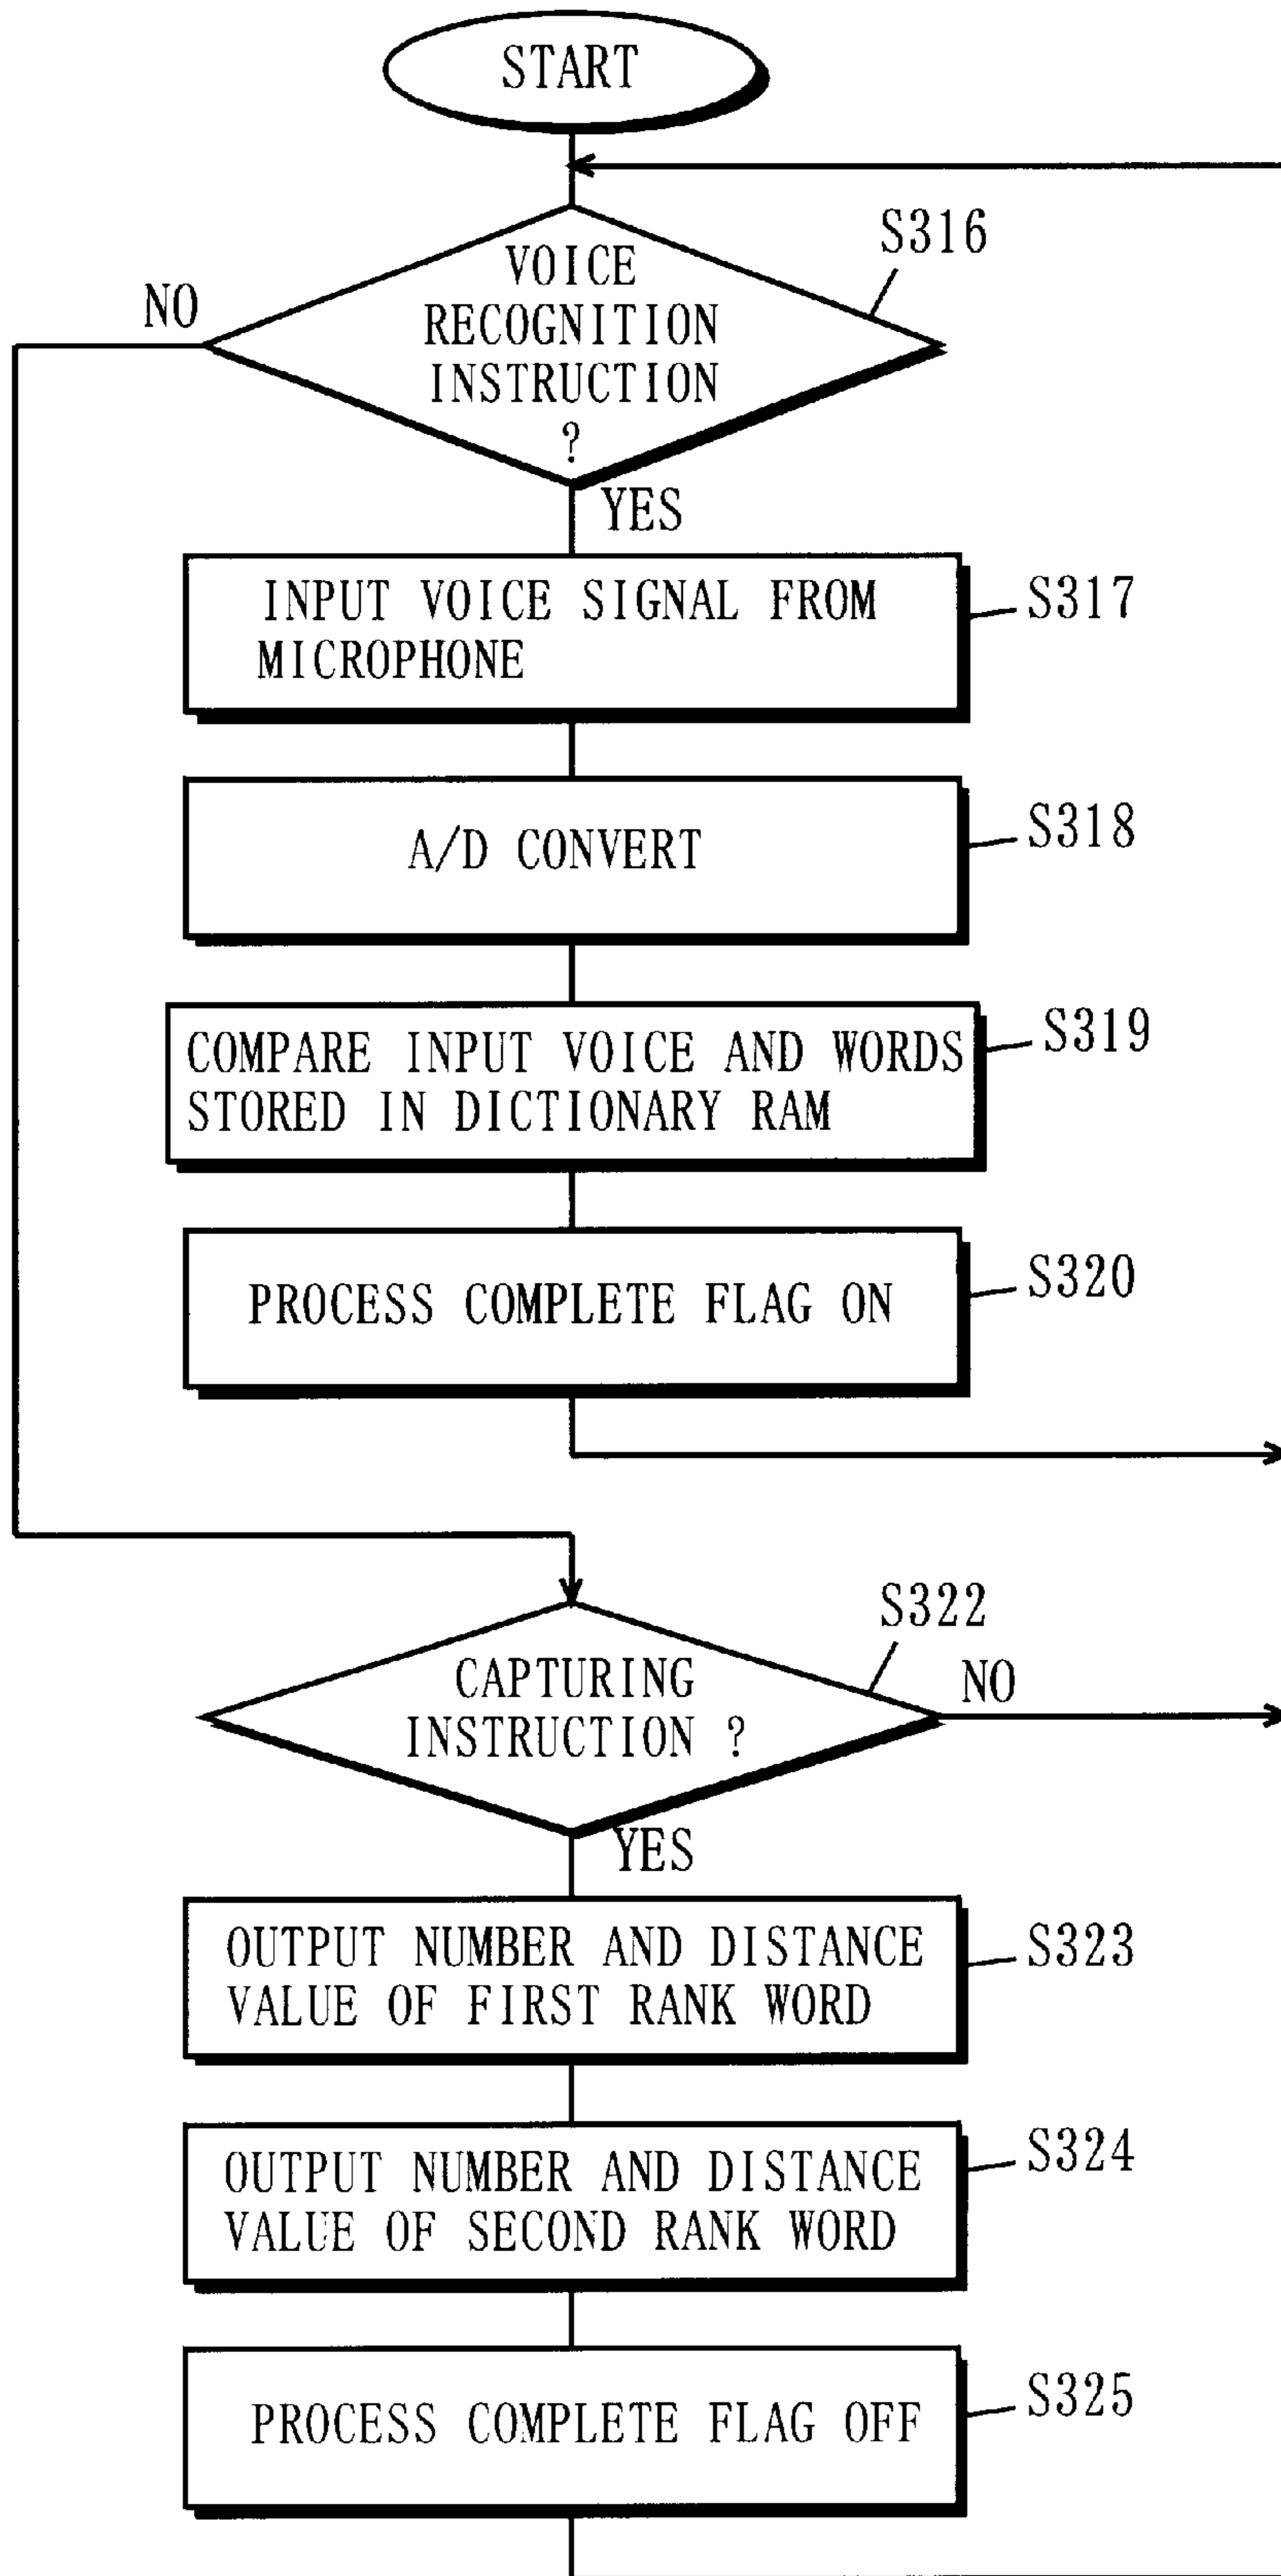 START
S316
NO
VOICE
RECOGNITION
INSTRUCTION
?
YES
INPUT VOICE SIGNAL FROM
MICROPHONE
S317
A/D CONVERT
S318
COMPARE INPUT VOICE AND WORDS
STORED IN DICTIONARY RAM
S319
PROCESS COMPLETE FLAG ON
S320
S322
CAPTURING
INSTRUCTION ?
NO
YES
OUTPUT NUMBER AND DISTANCE
VALUE OF FIRST RANK WORD
S323
OUTPUT NUMBER AND DISTANCE
VALUE OF SECOND RANK WORD
S324
PROCESS COMPLETE FLAG OFF
S325